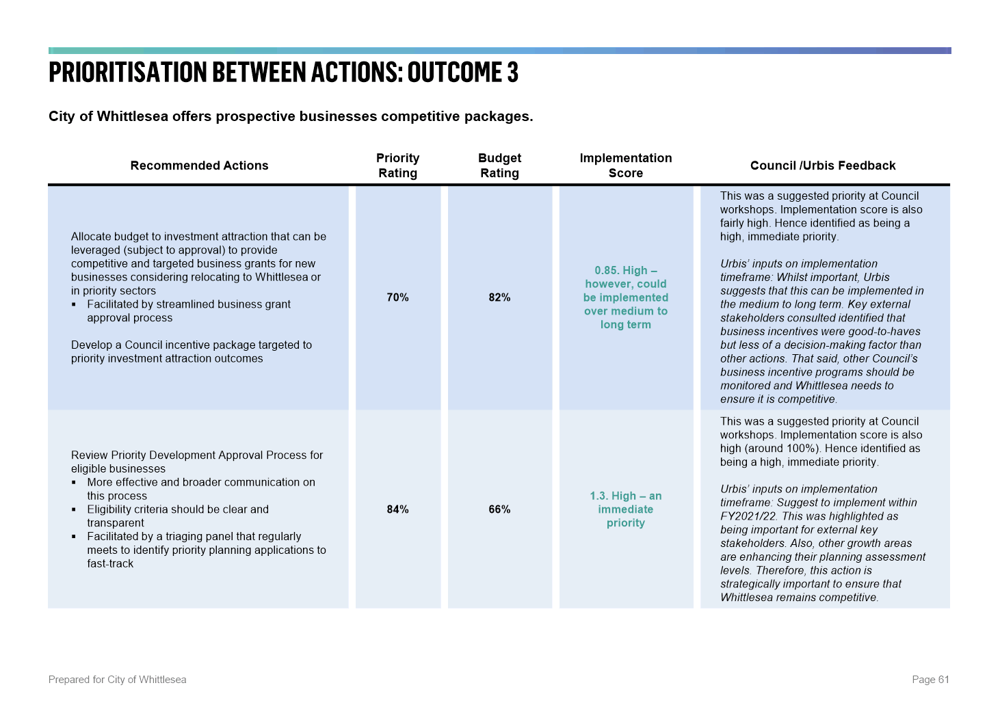 PRIORITISATION BETWEEN ACTIONS: OUTCOME 3
City of Whittlesea offers prospective businesses competitive packages.
Recommended Actions
Priority
Rating
Budget
Rating
Implementation
Score
Council /Urbis Feedback
Allocate budget to investment attraction that can be
leveraged (subject to approval) to provide
competitive and targeted business grants for new
businesses considering relocating to Whittlesea or
in priority sectors
▪ Facilitated by streamlined business grant
approval process
Develop a Council incentive package targeted to
priority investment attraction outcomes
70%
82%
0.85. High –
however, could
be implemented
over medium to
long term
This was a suggested priority at Council
workshops. Implementation score is also
fairly high. Hence identified as being a
high, immediate priority.
Urbis’ inputs on implementation
timeframe: Whilst important, Urbis
suggests that this can be implemented in
the medium to long term. Key external
stakeholders consulted identified that
business incentives were good-to-haves
but less of a decision-making factor than
other actions. That said, other Council’s
business incentive programs should be
monitored and Whittlesea needs to
ensure it is competitive.
Review Priority Development Approval Process for
eligible businesses
▪ More effective and broader communication on
this process
▪ Eligibility criteria should be clear and
transparent
▪ Facilitated by a triaging panel that regularly
meets to identify priority planning applications to
fast-track
84%
66%
1.3. High – an
immediate
priority
This was a suggested priority at Council
workshops. Implementation score is also
high (around 100%). Hence identified as
being a high, immediate priority.
Urbis’ inputs on implementation
timeframe: Suggest to implement within
FY2021/22. This was highlighted as
being important for external key
stakeholders. Also, other growth areas
are enhancing their planning assessment
levels. Therefore, this action is
strategically important to ensure that
Whittlesea remains competitive.
Prepared for City of Whittlesea
Page 61